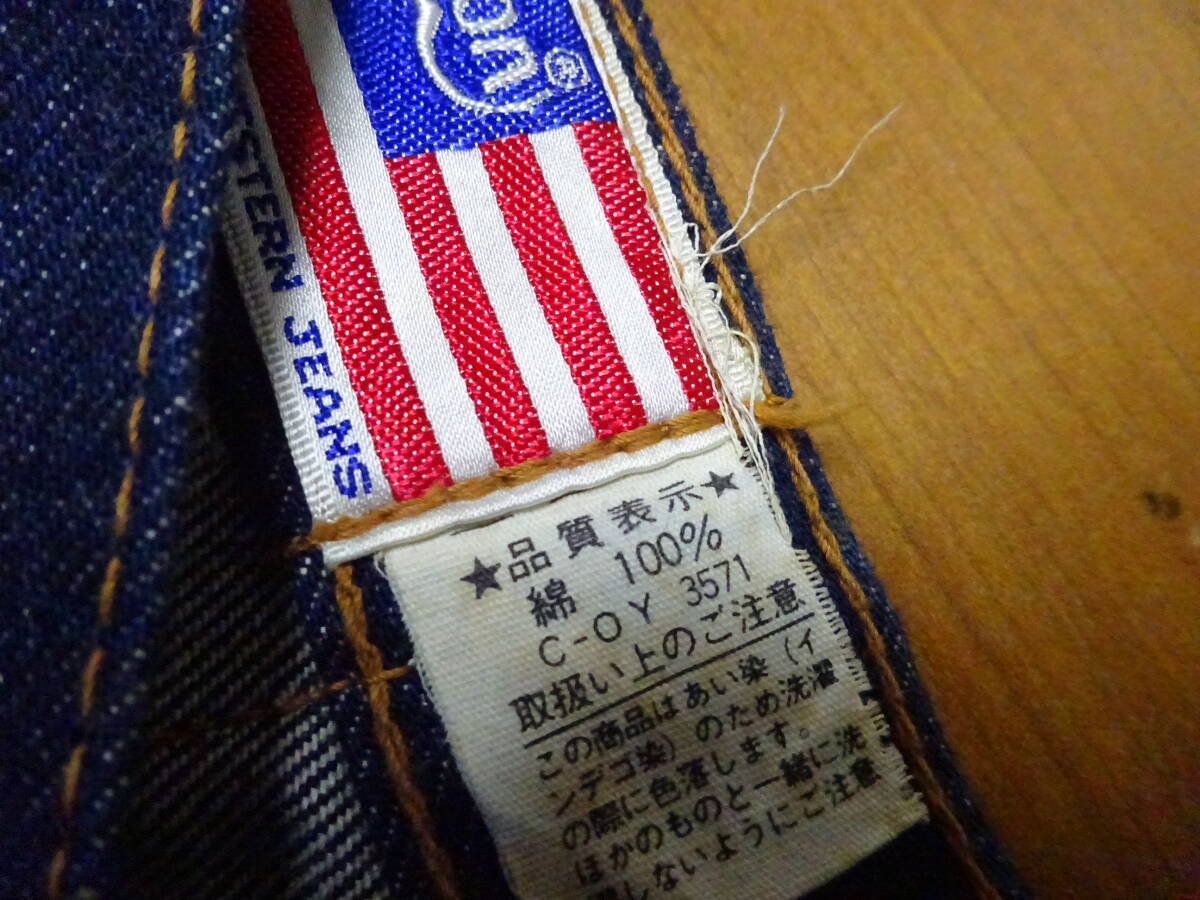 on®
STERN JEANS
★品質表示★
綿 100%
C-OY 3571
取扱い上のご注意
この商品はあい染（イ
ンデコ染）のため洗濯
の際に色落します。
ほかのものと一緒に洗
しないようにご注意